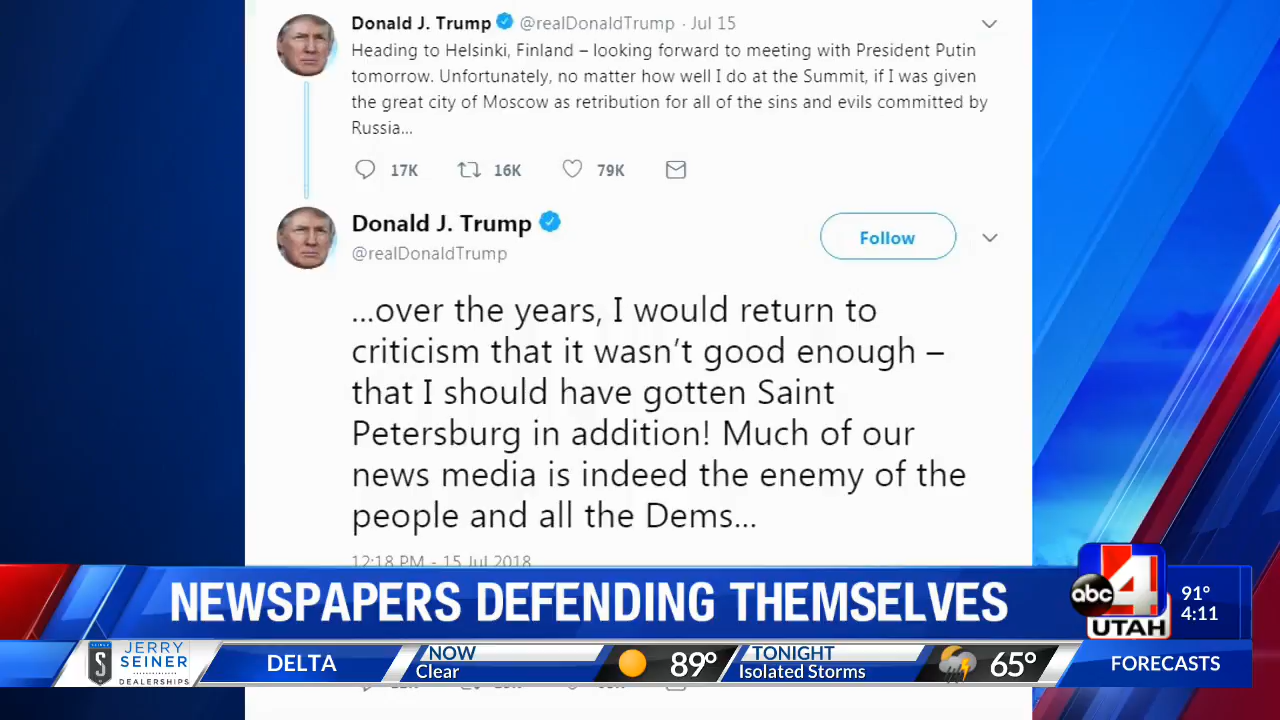 Donald J. Trump @realDonaldTrump · Jul 15
Heading to Helsinki, Finland – looking forward to meeting with President Putin
tomorrow. Unfortunately, no matter how well I do at the Summit, if I was given
the great city of Moscow as retribution for all of the sins and evils committed by
Russia...
17K 16K 79K
Donald J. Trump
@realDonaldTrump
Follow
...over the years, I would return to
criticism that it wasn’t good enough –
that I should have gotten Saint
Petersburg in addition! Much of our
news media is indeed the enemy of the
people and all the Dems...
12:18 PM - 15 Jul 2018
NEWSPAPERS DEFENDING THEMSELVES
abc 4
UTAH
91°
4:11
S
JERRY
SEINER
DEALERSHIPS
DELTA
NOW
Clear
89°
TONIGHT
Isolated Storms
65°
FORECASTS